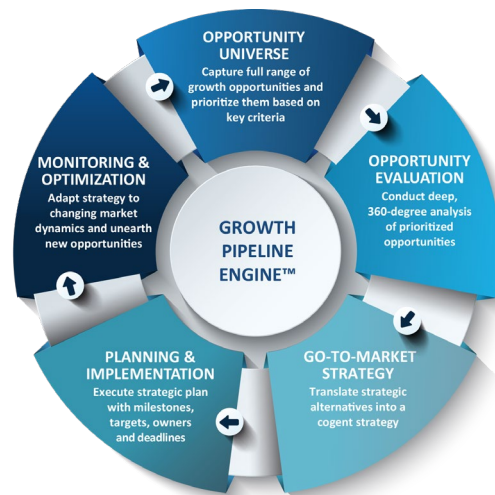 OPPORTUNITY
UNIVERSE
Capture full range of
growth opportunities and
prioritize them based on
key criteria
OPPORTUNITY
EVALUATION
Conduct deep,
360-degree analysis
of prioritized
opportunities
GO-TO-MARKET
STRATEGY
Translate strategic
alternatives into a
cogent strategy
PLANNING &
IMPLEMENTATION
Execute strategic plan
with milestones,
targets, owners
and deadlines
MONITORING &
OPTIMIZATION
Adapt strategy to
changing market
dynamics and unearth
new opportunities
GROWTH
PIPELINE
ENGINE™